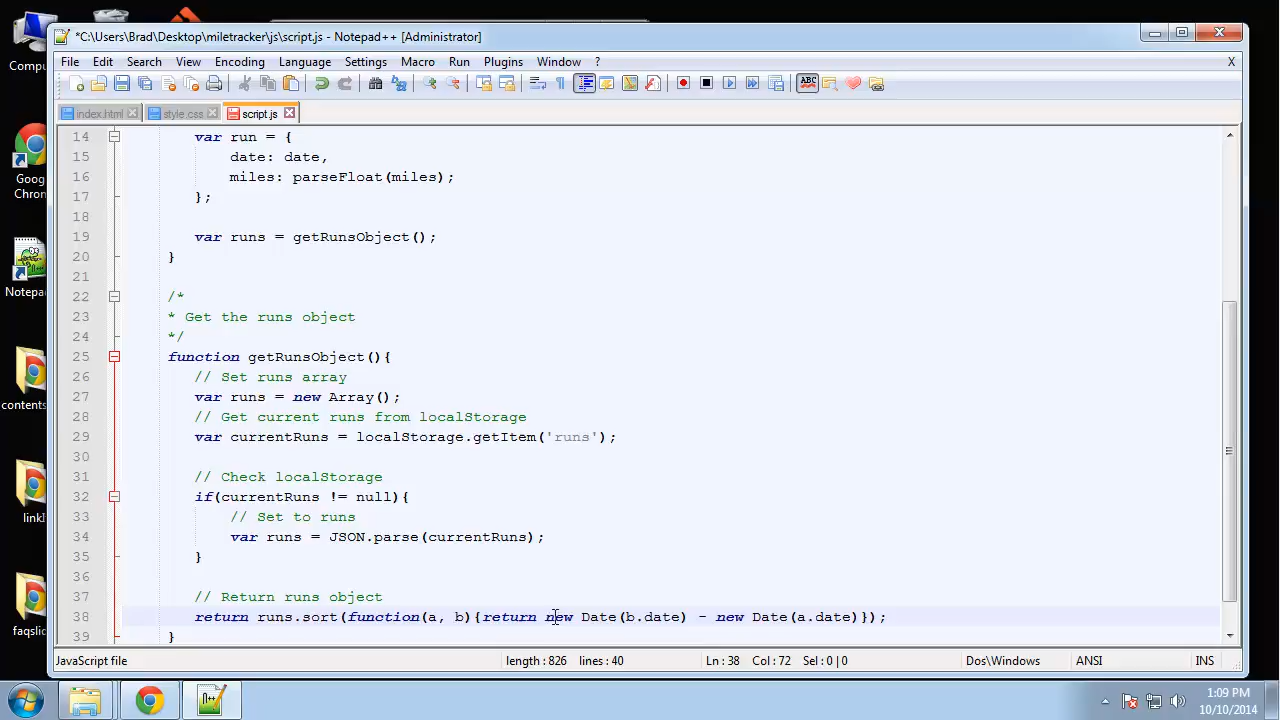 Compu
*C:\Users\Brad\Desktop\miletracker\js\script.js - Notepad++ [Administrator]
File Edit Search View Encoding Language Settings Macro Run Plugins Window ? X
index.html style.css script.js
14 var run = {
15 date: date,
16 miles: parseFloat(miles);
17 };
18
19 var runs = getRunsObject();
20 }
21
22 /*
23 * Get the runs object
24 */
25 function getRunsObject(){
26 // Set runs array
27 var runs = new Array();
28 // Get current runs from localStorage
29 var currentRuns = localStorage.getItem('runs');
30
31 // Check localStorage
32 if(currentRuns != null){
33 // Set to runs
34 var runs = JSON.parse(currentRuns);
35 }
36
37 // Return runs object
38 return runs.sort(function(a, b){return new Date(b.date) - new Date(a.date)});
39 }
Goog
Chron
Notepa
contents
linkI
faqslic
JavaScript file length : 826 lines : 40 Ln : 38 Col : 72 Sel : 0 | 0 Dos\Windows ANSI INS
1:09 PM
10/10/2014